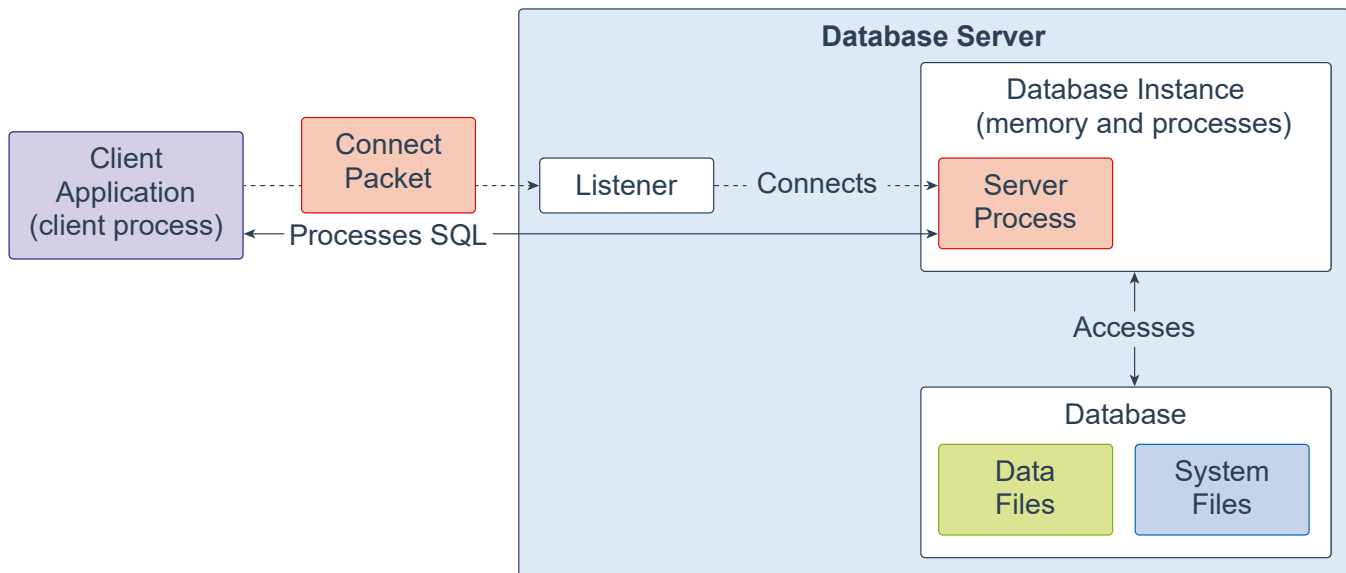 Database Server
Database Instance
(memory and processes)
Client
Application
(client process)
Connect
Packet
Listener
Connects
Server
Process
Processes SQL
Accesses
Database
Data
Files
System
Files